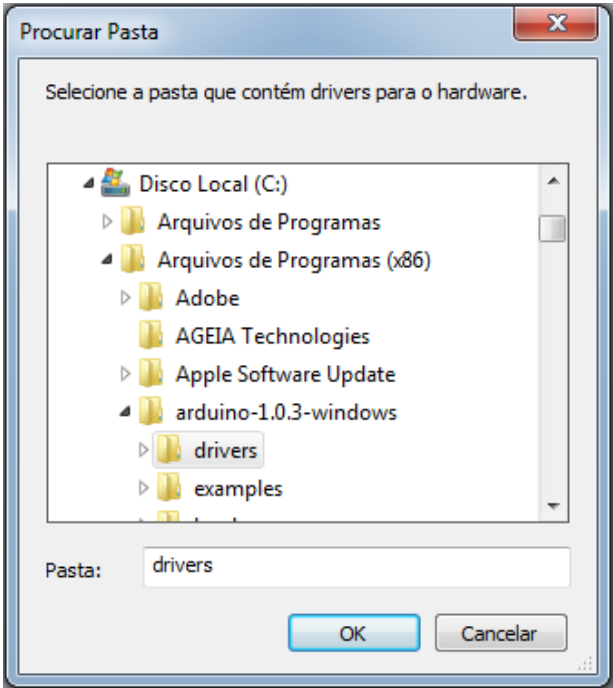 Procurar Pasta
Selecione a pasta que contém drivers para o hardware.
Disco Local (C:)
Arquivos de Programas
Arquivos de Programas (x86)
Adobe
AGEIA Technologies
Apple Software Update
arduino-1.0.3-windows
drivers
examples
Pasta: drivers
OK Cancelar